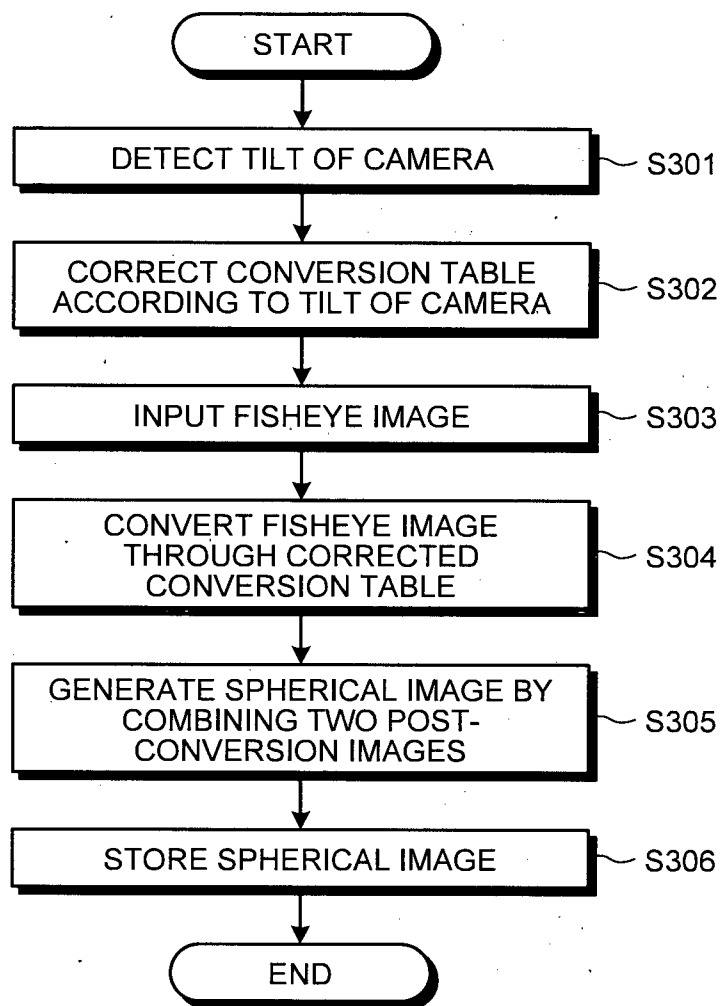 START
DETECT TILT OF CAMERA
S301
CORRECT CONVERSION TABLE
ACCORDING TO TILT OF CAMERA
S302
INPUT FISHEYE IMAGE
S303
CONVERT FISHEYE IMAGE
THROUGH CORRECTED
CONVERSION TABLE
S304
GENERATE SPHERICAL IMAGE BY
COMBINING TWO POST-
CONVERSION IMAGES
S305
STORE SPHERICAL IMAGE
S306
END